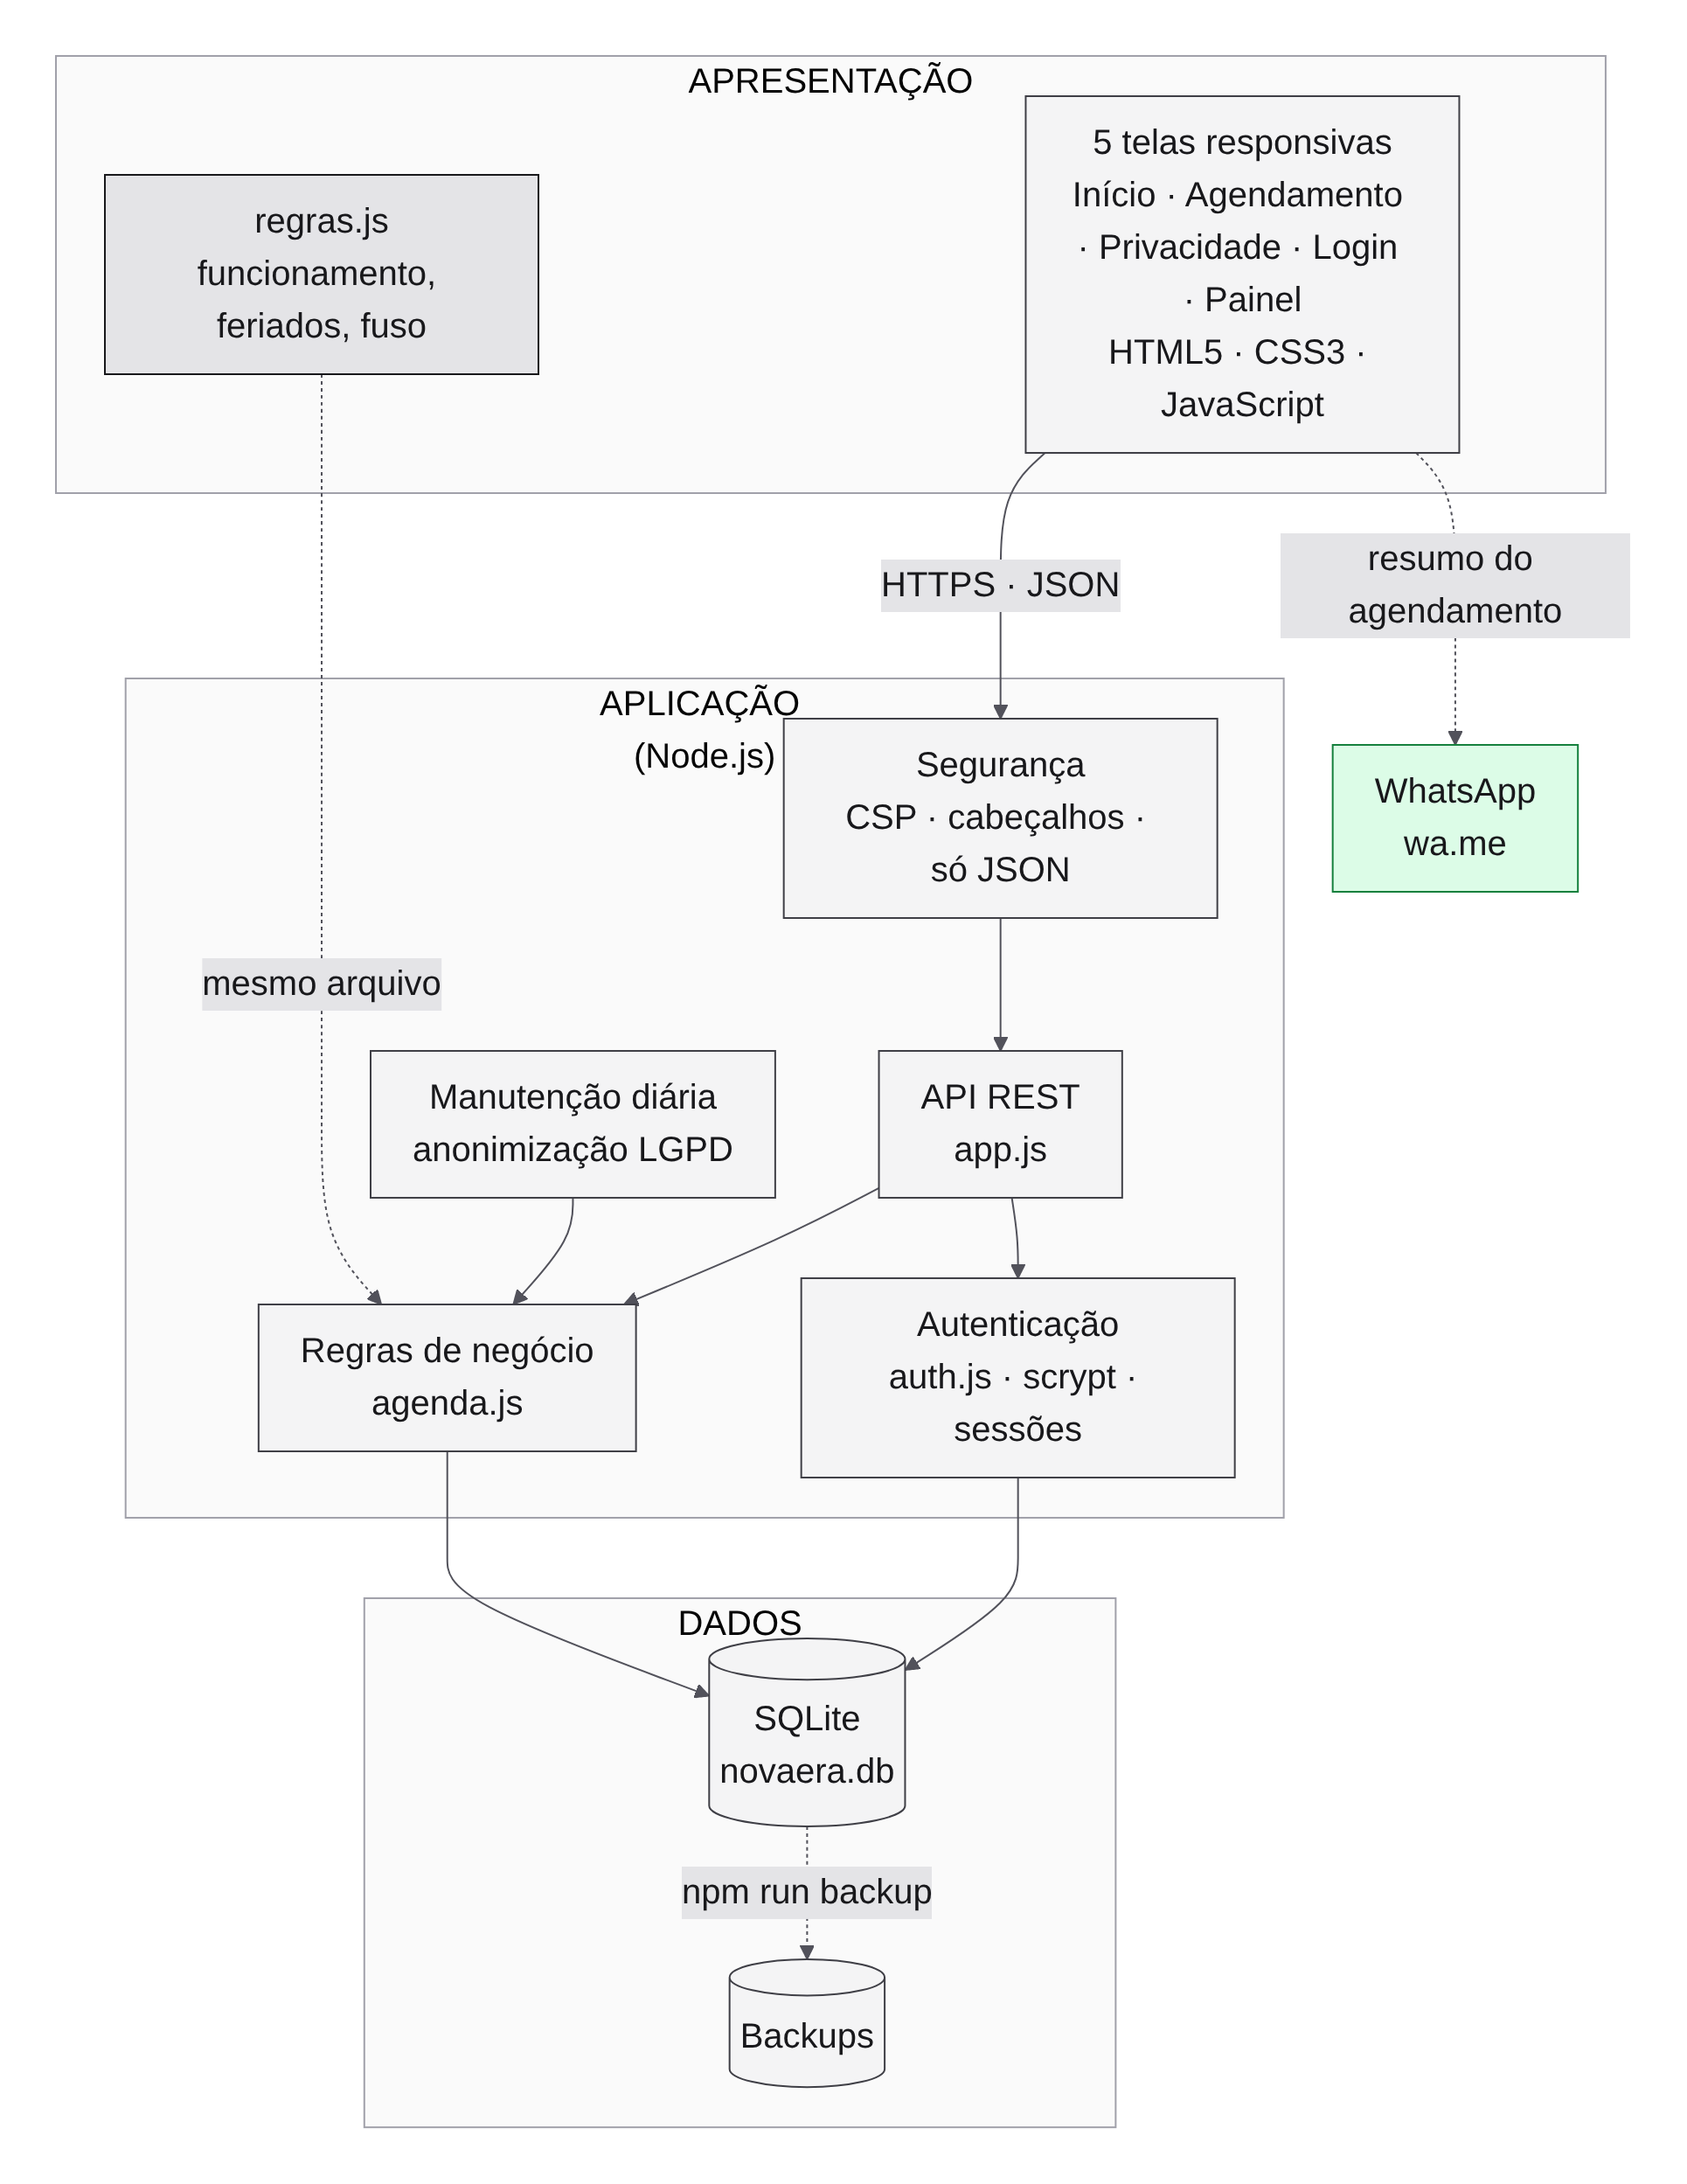 APRESENTAÇÃO
5 telas responsivas
Início · Agendamento
· Privacidade · Login
· Painel
HTML5 · CSS3 ·
JavaScript
regras.js
funcionamento,
feriados, fuso
HTTPS · JSON
resumo do
agendamento
APLICAÇÃO
(Node.js)
Segurança
CSP · cabeçalhos ·
só JSON
WhatsApp
wa.me
mesmo arquivo
Manutenção diária
anonimização LGPD
API REST
app.js
Regras de negócio
agenda.js
Autenticação
auth.js · scrypt ·
sessões
DADOS
SQLite
novaera.db
npm run backup
Backups